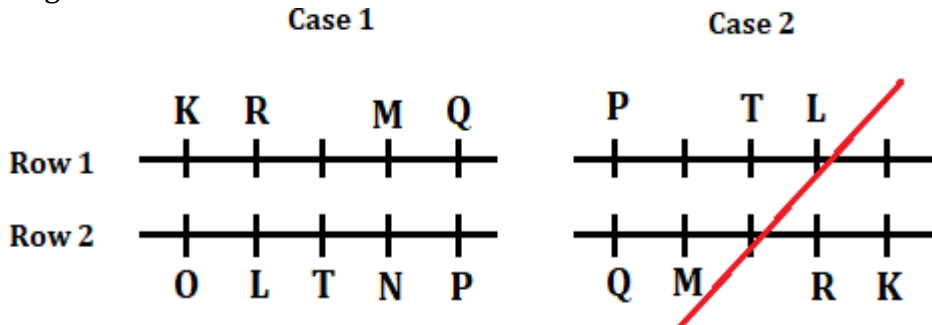 Case 1 Case 2
K R M Q P T L
Row 1
Row 2
O L T N P Q M R K